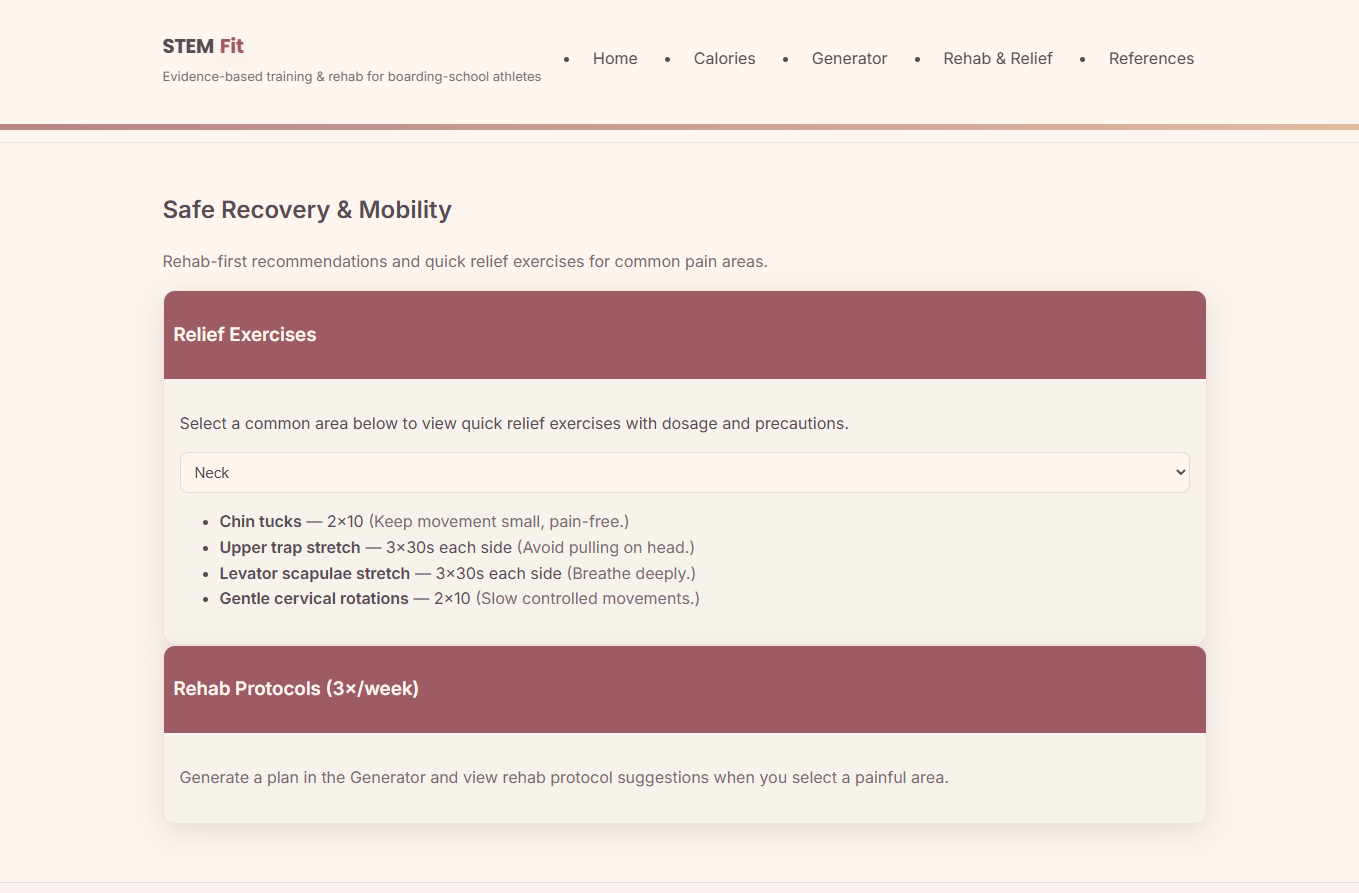 STEM Fit
Evidence-based training & rehab for boarding-school athletes
• Home • Calories • Generator • Rehab & Relief • References
Safe Recovery & Mobility
Rehab-first recommendations and quick relief exercises for common pain areas.
Relief Exercises
Select a common area below to view quick relief exercises with dosage and precautions.
Neck
• Chin tucks — 2×10 (Keep movement small, pain-free.)
• Upper trap stretch — 3×30s each side (Avoid pulling on head.)
• Levator scapulae stretch — 3×30s each side (Breathe deeply.)
• Gentle cervical rotations — 2×10 (Slow controlled movements.)
Rehab Protocols (3×/week)
Generate a plan in the Generator and view rehab protocol suggestions when you select a painful area.